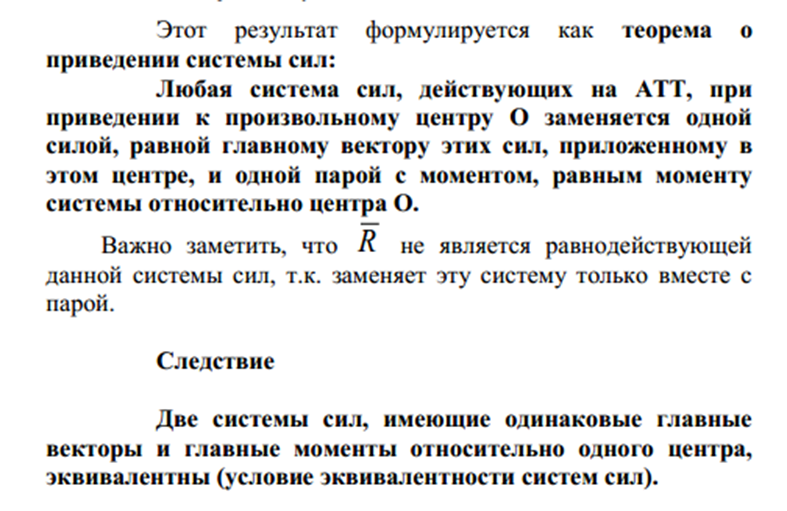 Этот результат формулируется как теорема о
приведении системы сил:
Любая система сил, действующих на АТТ, при
приведении к произвольному центру О заменяется одной
силой, равной главному вектору этих сил, приложенному в
этом центре, и одной парой с моментом, равным моменту
системы относительно центра О.
Важно заметить, что R̅ не является равнодействующей
данной системы сил, т.к. заменяет эту систему только вместе с
парой.
Следствие
Две системы сил, имеющие одинаковые главные
векторы и главные моменты относительно одного центра,
эквивалентны (условие эквивалентности систем сил).